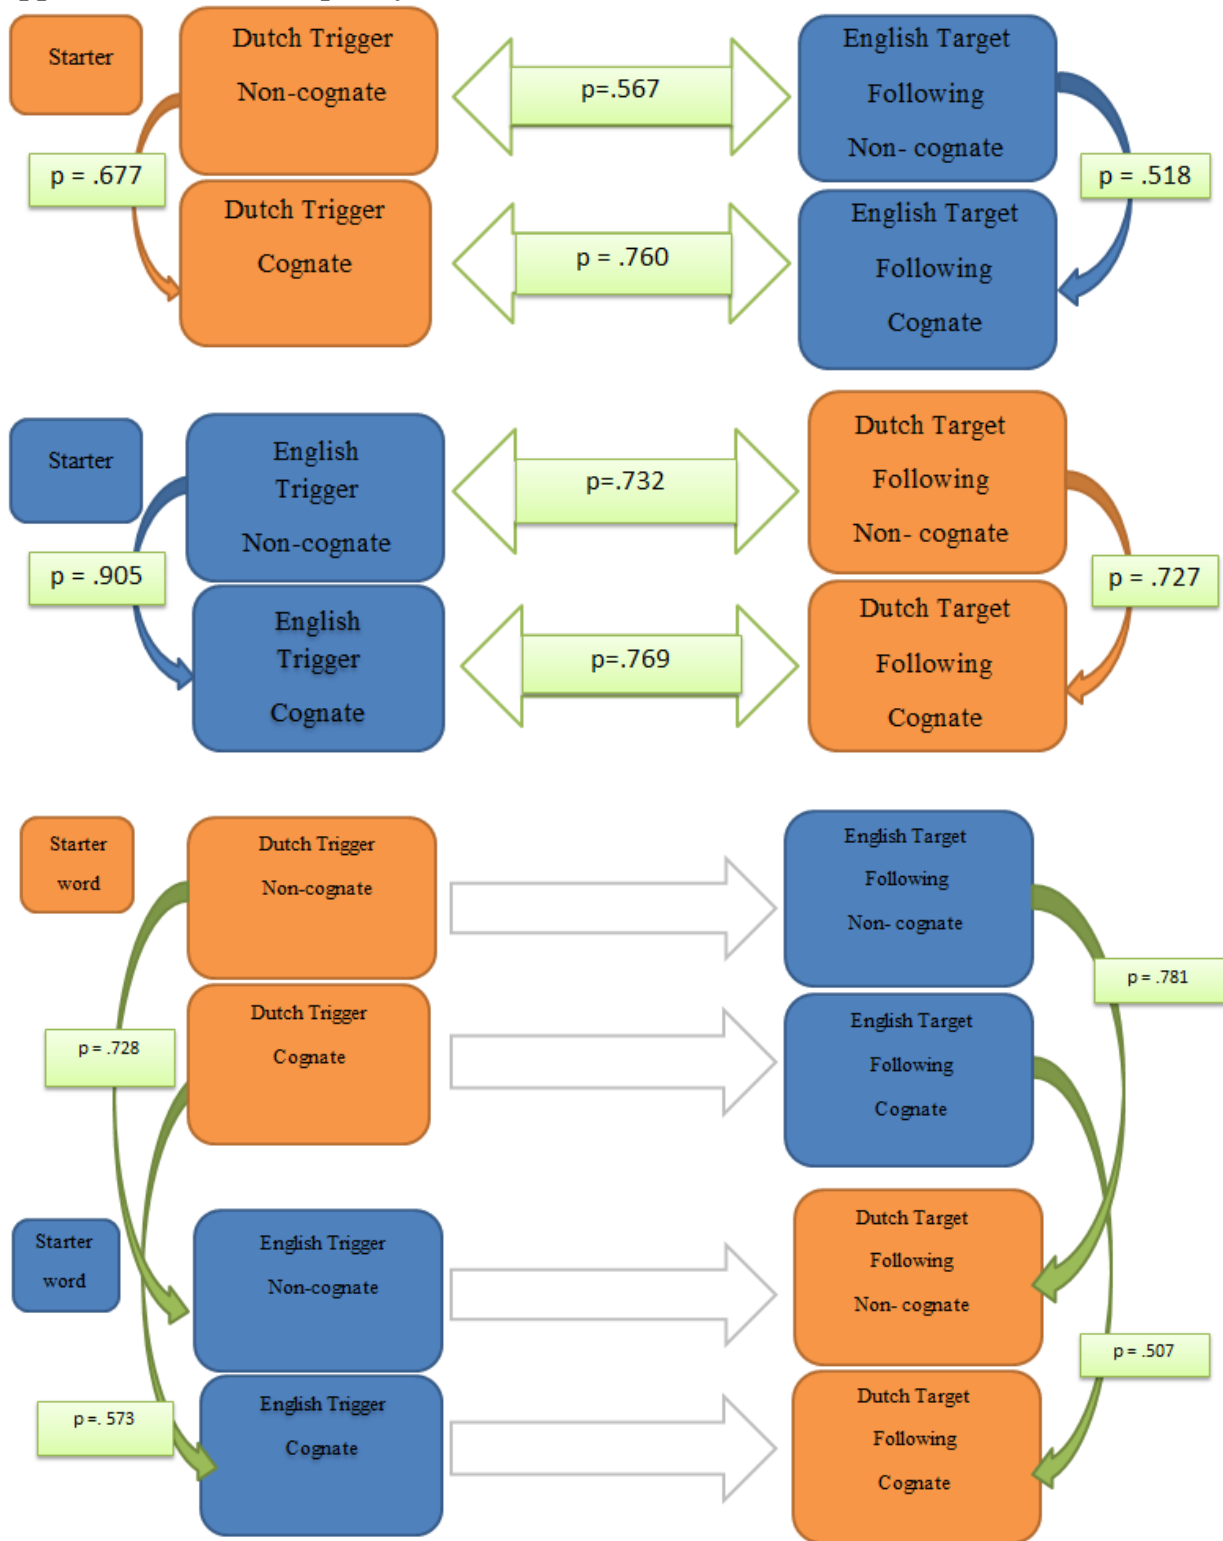 Starter
Dutch Trigger
Non-cognate
p=.567
English Target
Following
Non- cognate
p = .677
p = .518
Dutch Trigger
Cognate
p = .760
English Target
Following
Cognate
Starter
English
Trigger
Non-cognate
p=.732
Dutch Target
Following
Non- cognate
p = .905
p = .727
English
Trigger
Cognate
p=.769
Dutch Target
Following
Cognate
Starter
word
Dutch Trigger
Non-cognate
English Target
Following
Non- cognate
p = .781
Dutch Trigger
Cognate
p = .728
English Target
Following
Cognate
Starter
word
English Trigger
Non-cognate
Dutch Target
Following
Non- cognate
p = .507
English Trigger
Cognate
p =. 573
Dutch Target
Following
Cognate